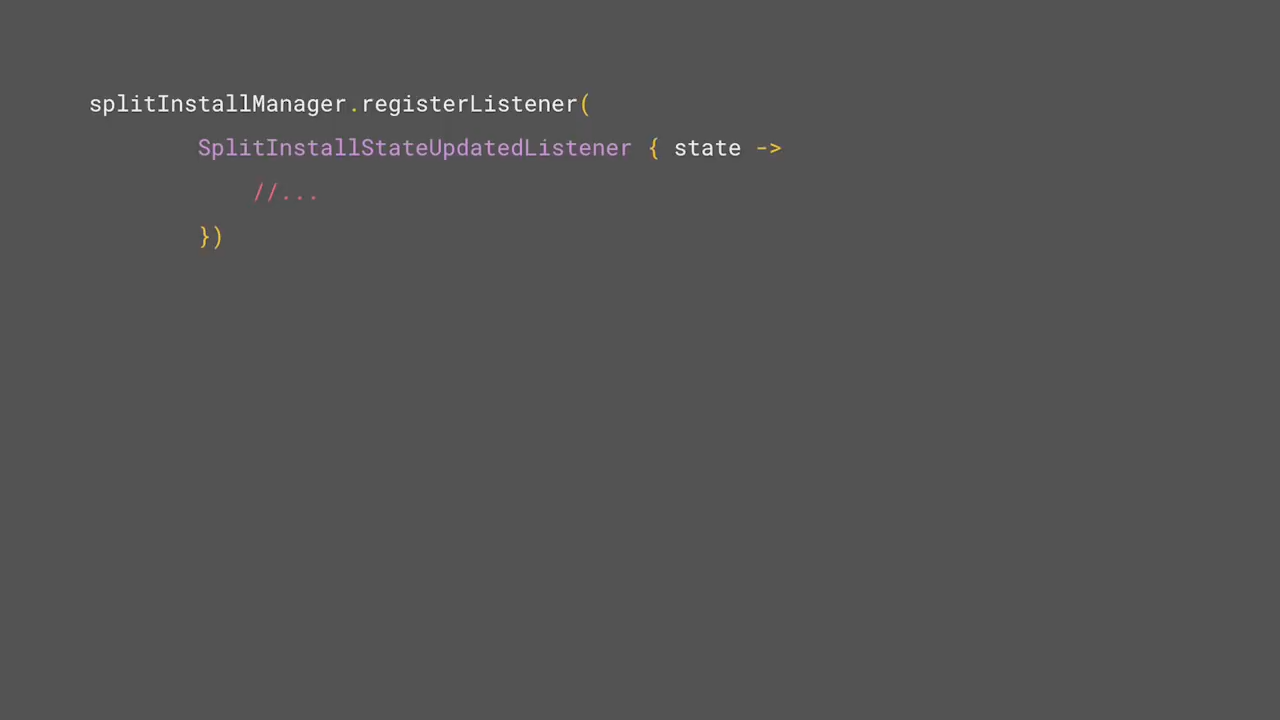 splitInstallManager.registerListener(
SplitInstallStateUpdatedListener { state ->
//...
})